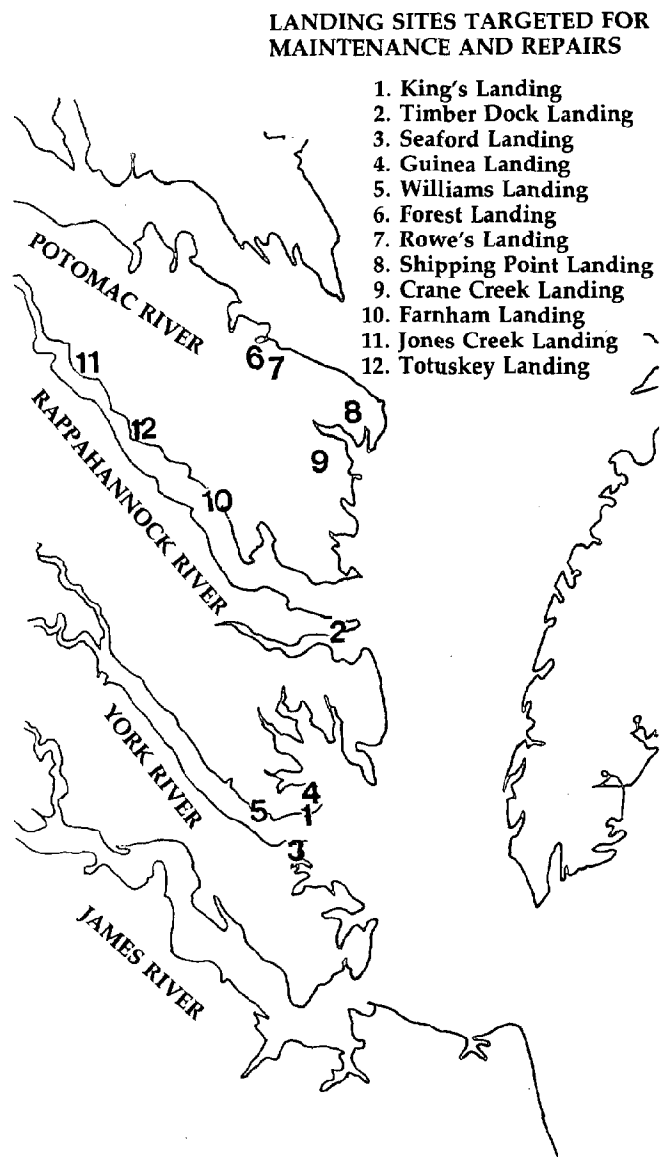 LANDING SITES TARGETED FOR
MAINTENANCE AND REPAIRS
1. King's Landing
2. Timber Dock Landing
3. Seaford Landing
4. Guinea Landing
5. Williams Landing
6. Forest Landing
7. Rowe's Landing
8. Shipping Point Landing
9. Crane Creek Landing
10. Farnham Landing
11. Jones Creek Landing
12. Totuskey Landing
POTOMAC RIVER
6 7
11
8
RAPPAHANNOCK RIVER
12
9
10
2
YORK RIVER
4
5 1
3
JAMES RIVER